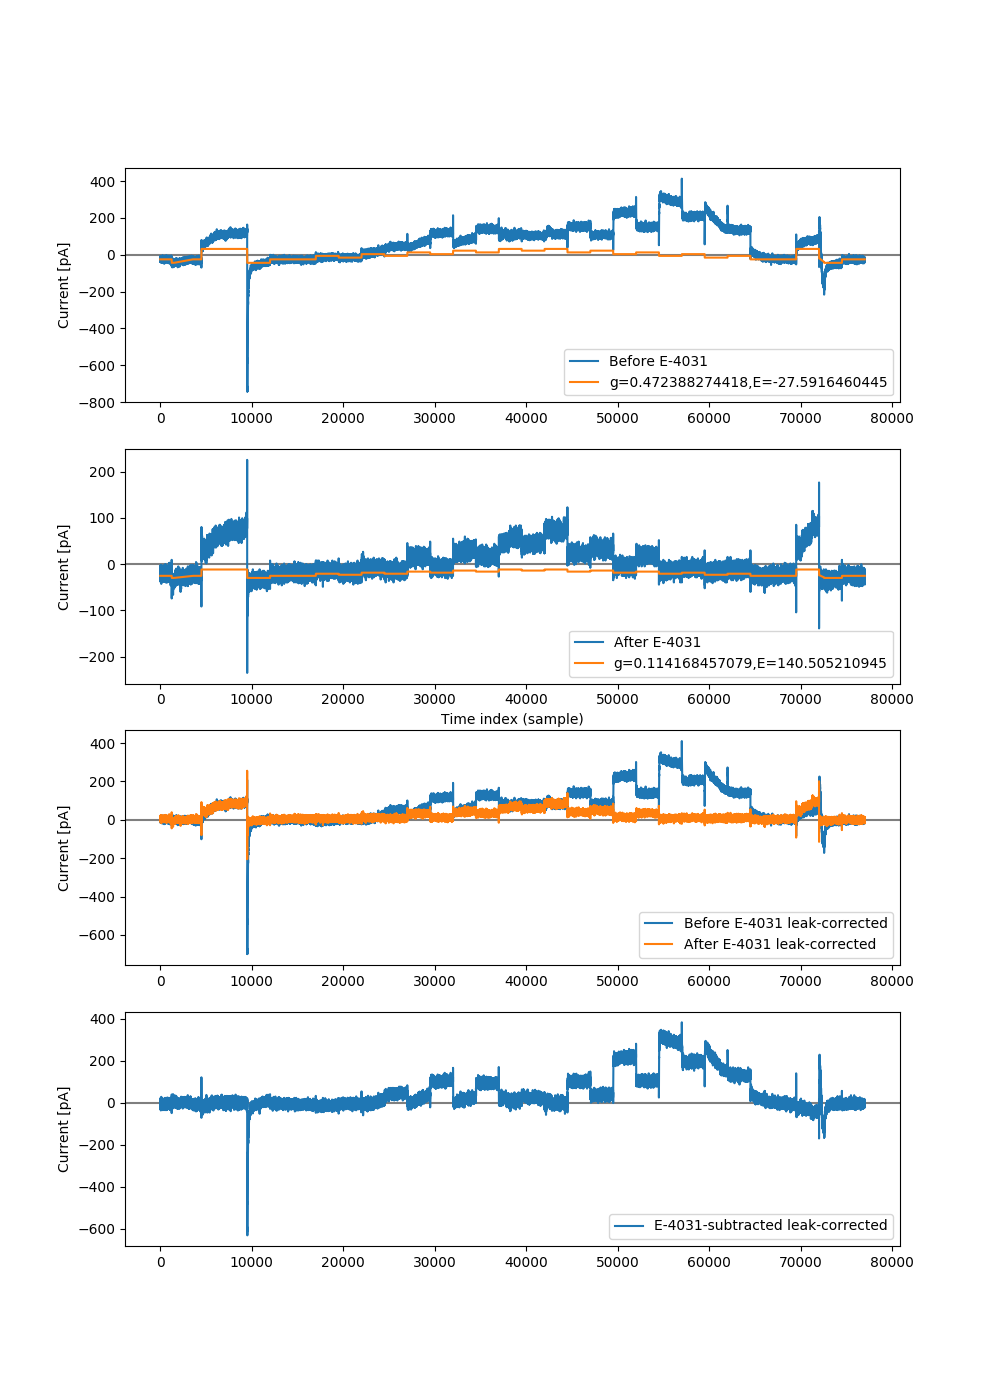 400
200
0
−200
−400
−600
−800
Current [pA]
Before E-4031
g=0.472388274418,E=-27.5916460445
0 10000 20000 30000 40000 50000 60000 70000 80000
200
100
0
−100
−200
Current [pA]
After E-4031
g=0.114168457079,E=140.505210945
0 10000 20000 30000 40000 50000 60000 70000 80000
Time index (sample)
400
200
0
−200
−400
−600
Current [pA]
Before E-4031 leak-corrected
After E-4031 leak-corrected
0 10000 20000 30000 40000 50000 60000 70000 80000
400
200
0
−200
−400
−600
Current [pA]
E-4031-subtracted leak-corrected
0 10000 20000 30000 40000 50000 60000 70000 80000